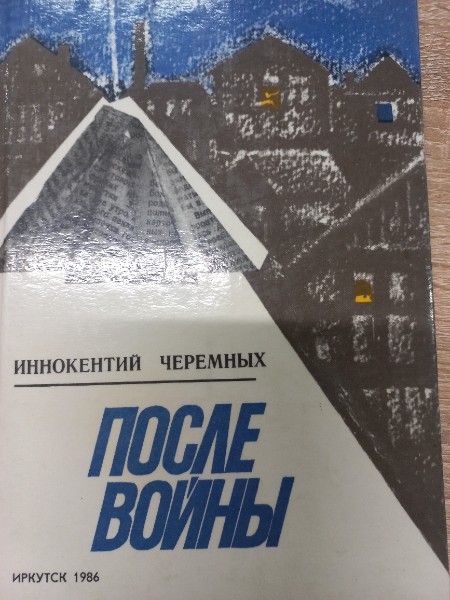 ИННОКЕНТИЙ ЧЕРЕМНЫХ
ПОСЛЕ
ВОЙНЫ
ИРКУТСК 1986